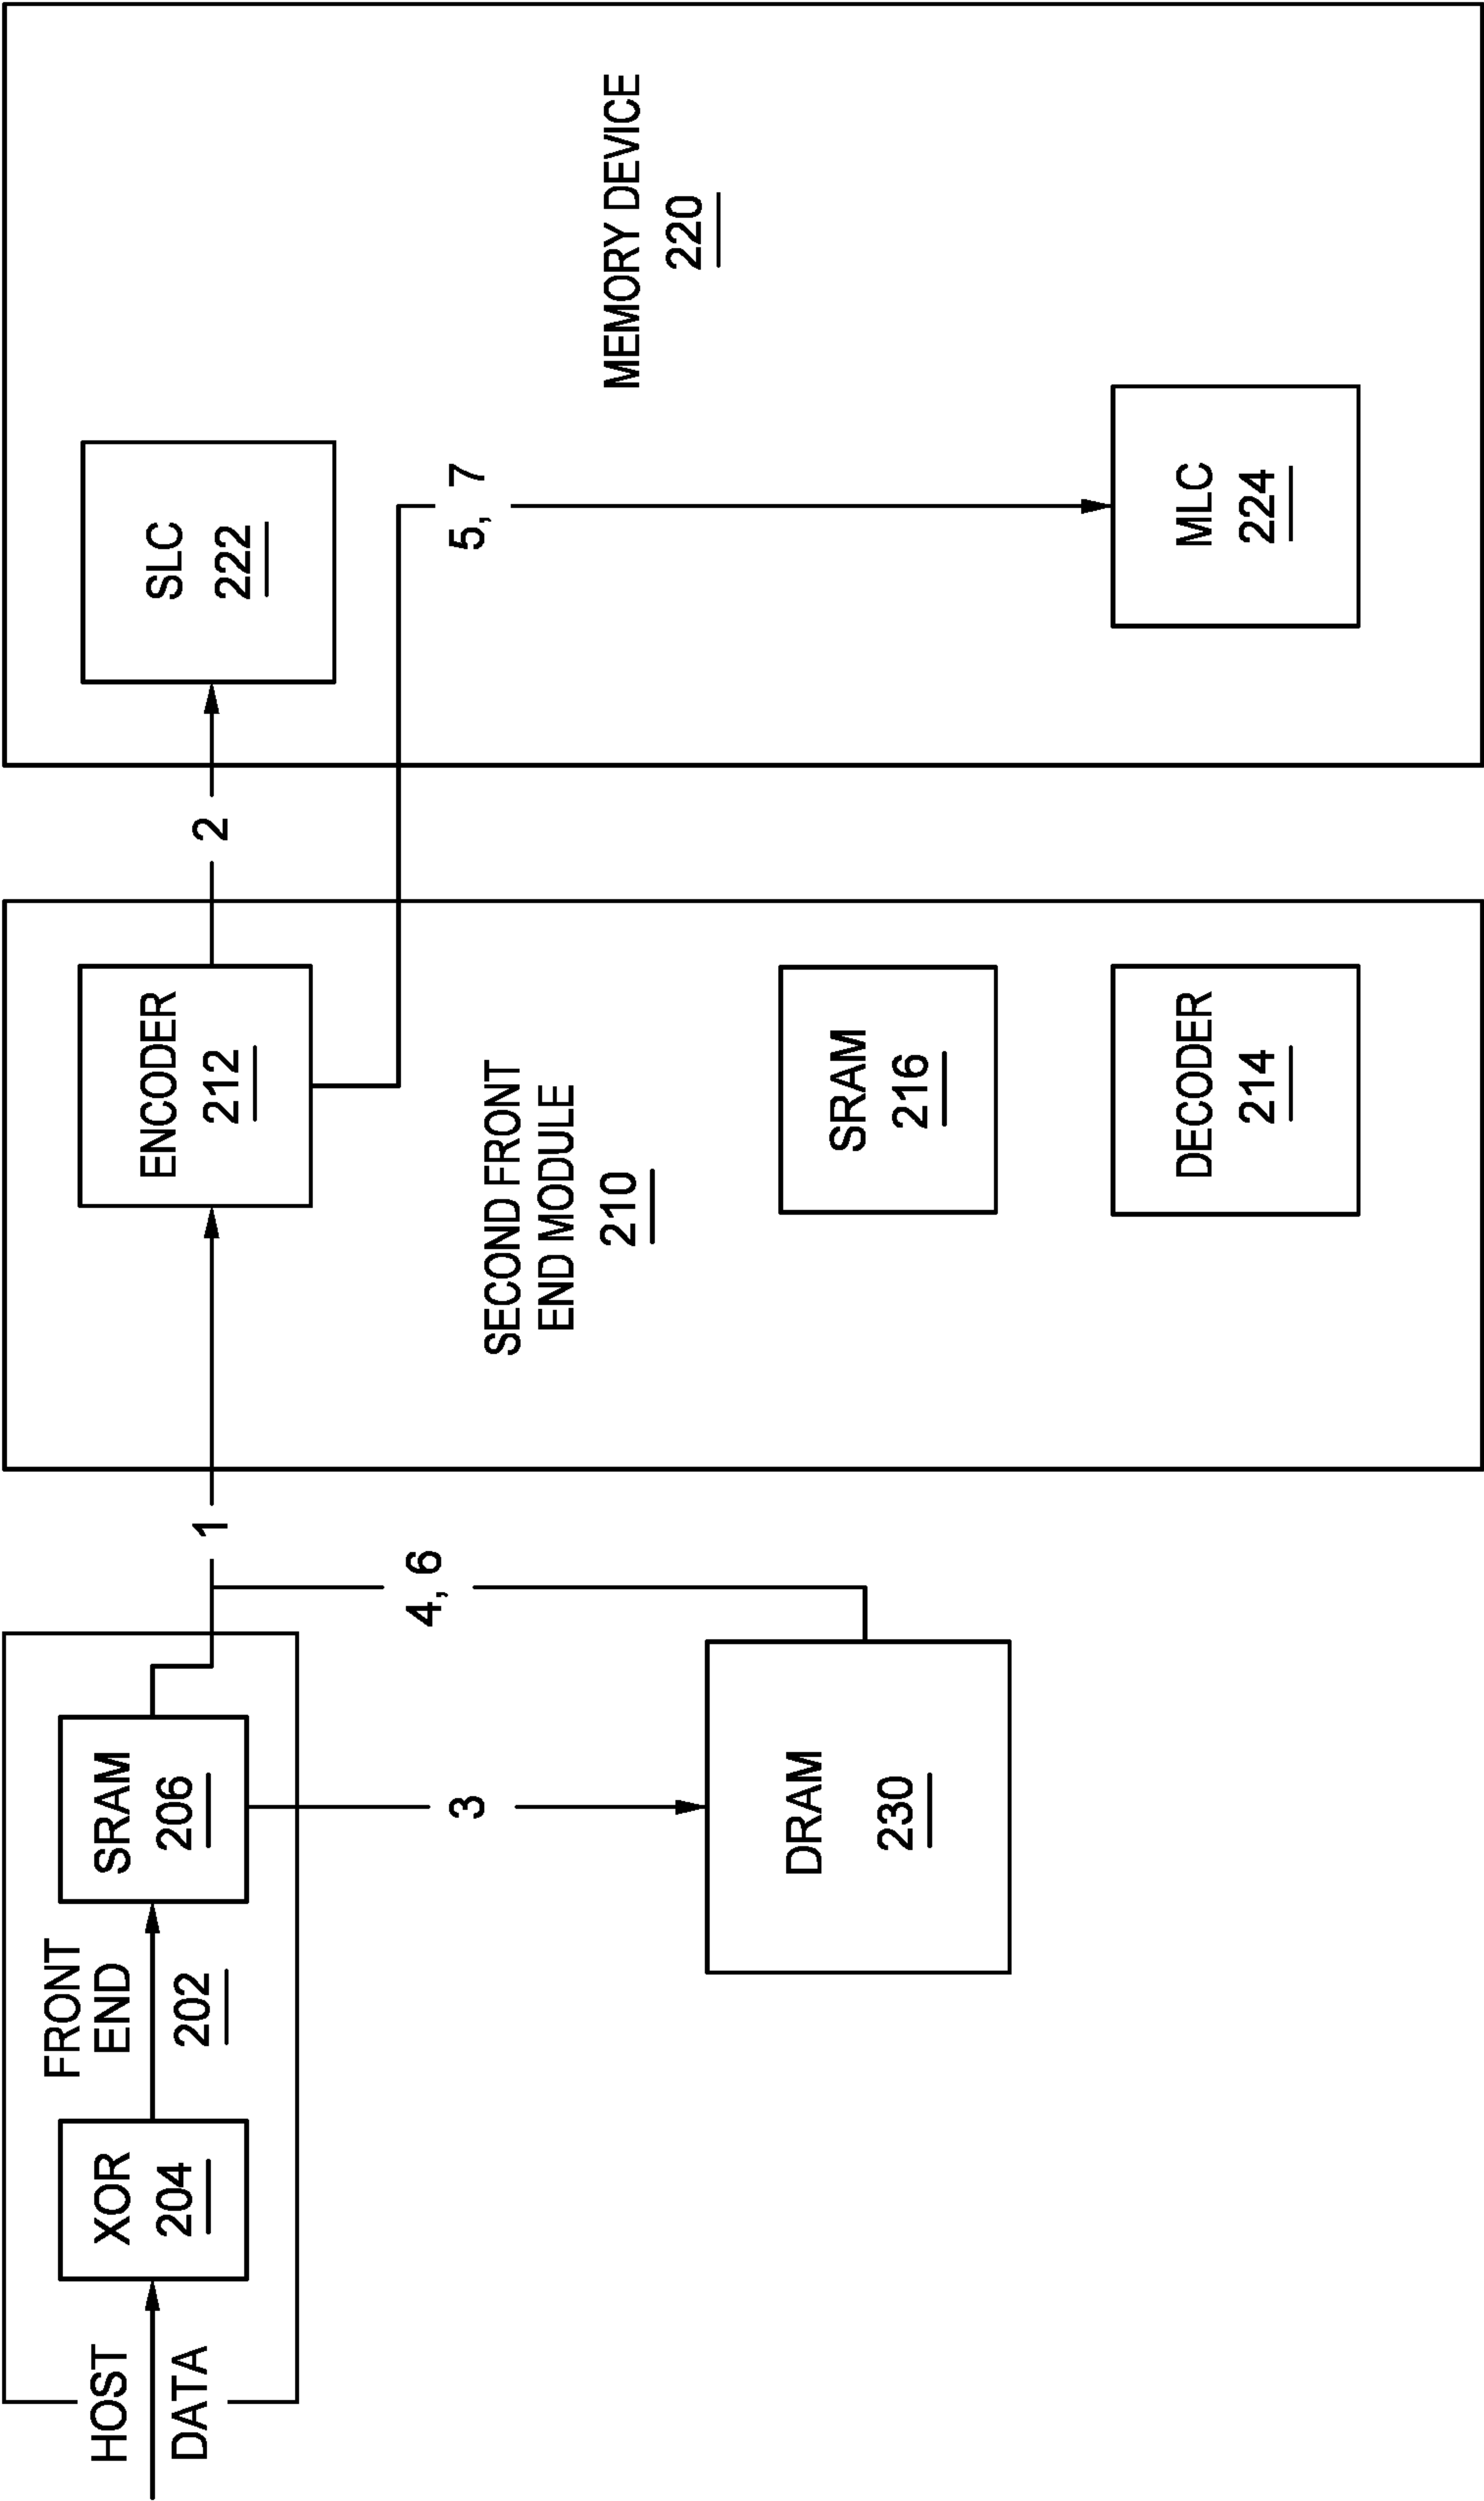 HOST
DATA
XOR
204
FRONT
END
202
SRAM
206
1
3
4, 6
DRAM
230
ENCODER
212
SECOND FRONT
END MODULE
210
SRAM
216
DECODER
214
2
5, 7
SLC
222
MEMORY DEVICE
220
MLC
224